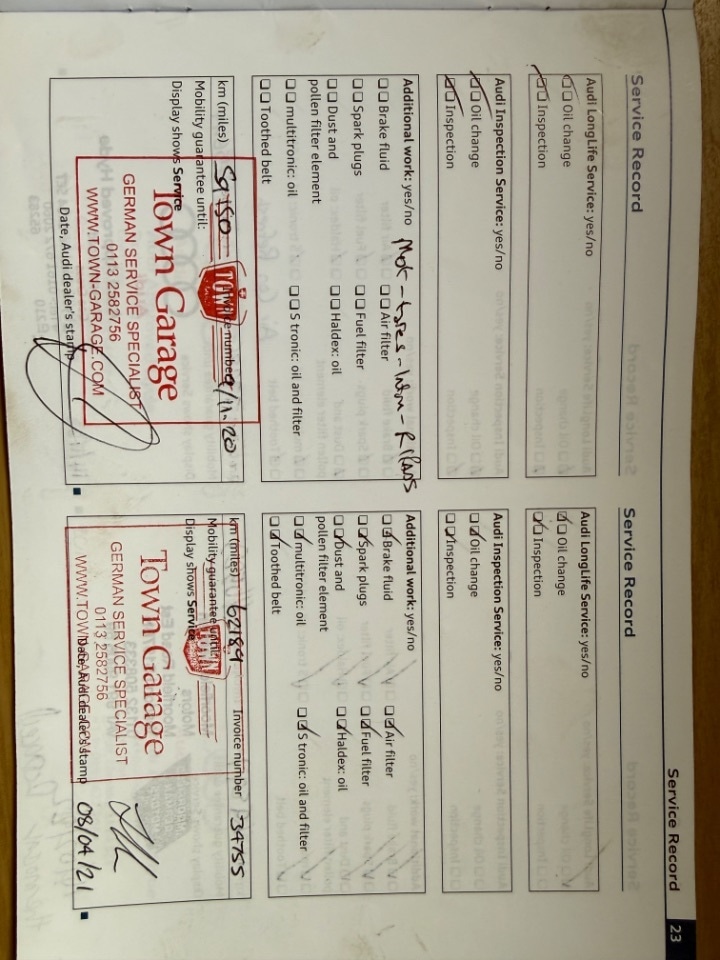 Service Record 23
Service Record
Audi LongLife Service: yes/no
Oil change
Inspection
Audi Inspection Service: yes/no
Oil change
Inspection
Additional work: yes/no
Mot - tyres -
Brake fluid
Air filter
Spark plugs
Fuel filter
Dust and
pollen filter element
Haldex: oil
multitronic: oil
S tronic: oil and filter
Toothed belt
km (miles) 59150
9/11.20
Mobility guarantee until:
Display shows Service
TOWN
Town Garage
GERMAN SERVICE SPECIALIST
0113 2582756
WWW.TOWN-GARAGE.COM
Date, Audi dealer's stamp
Service Record
Audi LongLife Service: yes/no
Oil change
Inspection
Audi Inspection Service: yes/no
Oil change
Inspection
Additional work: yes/no
Brake fluid
Air filter
Spark plugs
Fuel filter
Dust and
pollen filter element
Haldex: oil
multitronic: oil
S tronic: oil and filter
Toothed belt
km (miles) 62189
Invoice number 34755
Mobility guarantee until:
Display shows Service
TOWN
Town Garage
GERMAN SERVICE SPECIALIST
0113 2582756
WWW.TOWN-GARAGE.COM
Date, Audi dealer's stamp 08/04/21